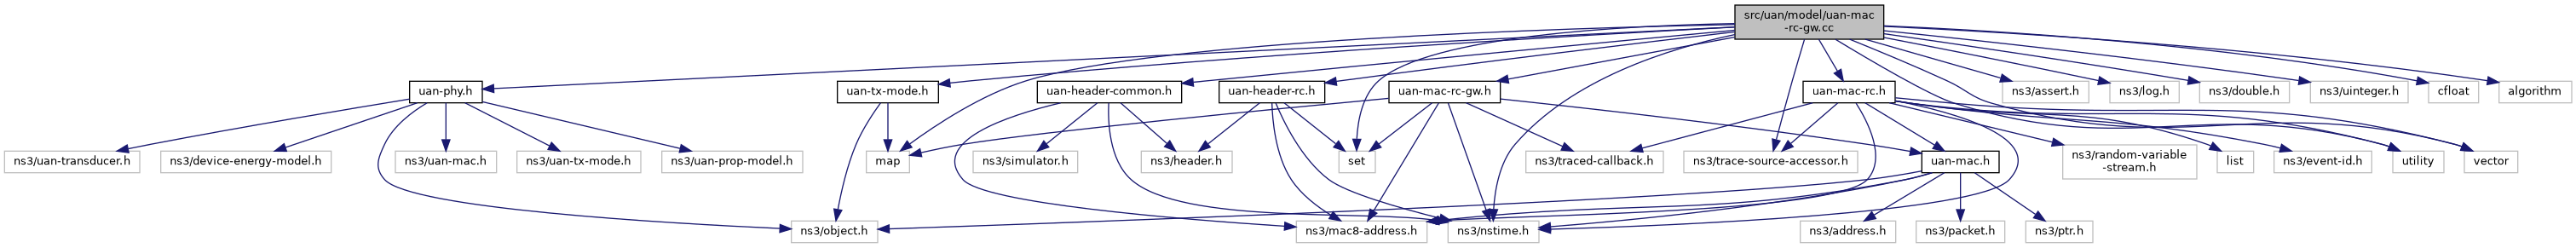 src/uan/model/uan-mac
-rc-gw.cc
uan-phy.h
uan-tx-mode.h
uan-header-common.h
uan-header-rc.h
uan-mac-rc-gw.h
uan-mac-rc.h
ns3/assert.h
ns3/log.h
ns3/double.h
ns3/uinteger.h
cfloat
algorithm
ns3/uan-transducer.h
ns3/device-energy-model.h
ns3/uan-mac.h
ns3/uan-tx-mode.h
ns3/uan-prop-model.h
map
ns3/simulator.h
ns3/header.h
set
ns3/traced-callback.h
ns3/trace-source-accessor.h
uan-mac.h
ns3/random-variable
-stream.h
list
ns3/event-id.h
utility
vector
ns3/object.h
ns3/mac8-address.h
ns3/nstime.h
ns3/address.h
ns3/packet.h
ns3/ptr.h